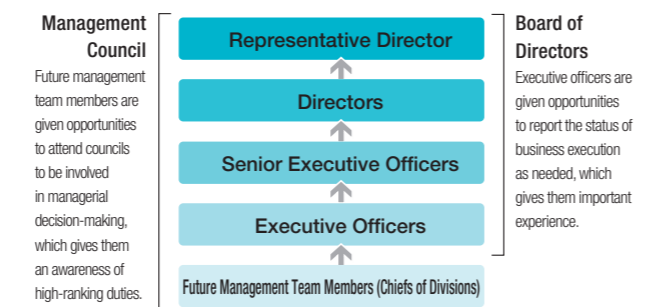 Management
Council
Future management
team members are
given opportunities
to attend councils
to be involved
in managerial
decision-making,
which gives them
an awareness of
high-ranking duties.
Representative Director
Directors
Senior Executive Officers
Executive Officers
Future Management Team Members (Chiefs of Divisions)
Board of
Directors
Executive officers are
given opportunities
to report the status of
business execution
as needed, which
gives them important
experience.